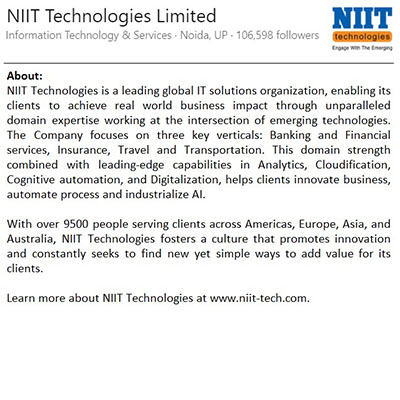 NIIT Technologies Limited
Information Technology & Services · Noida, UP · 106,598 followers
NIIT
technologies
Engage With The Emerging
About:
NIIT Technologies is a leading global IT solutions organization, enabling its
clients to achieve real world business impact through unparalleled
domain expertise working at the intersection of emerging technologies.
The Company focuses on three key verticals: Banking and Financial
services, Insurance, Travel and Transportation. This domain strength
combined with leading-edge capabilities in Analytics, Cloudification,
Cognitive automation, and Digitalization, helps clients innovate business,
automate process and industrialize AI.
With over 9500 people serving clients across Americas, Europe, Asia, and
Australia, NIIT Technologies fosters a culture that promotes innovation
and constantly seeks to find new yet simple ways to add value for its
clients.
Learn more about NIIT Technologies at www.niit-tech.com.